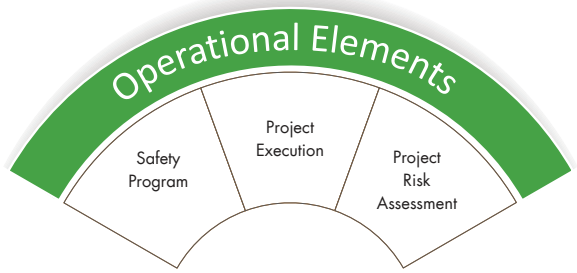 Operational Elements
Safety
Program
Project
Execution
Project
Risk
Assessment